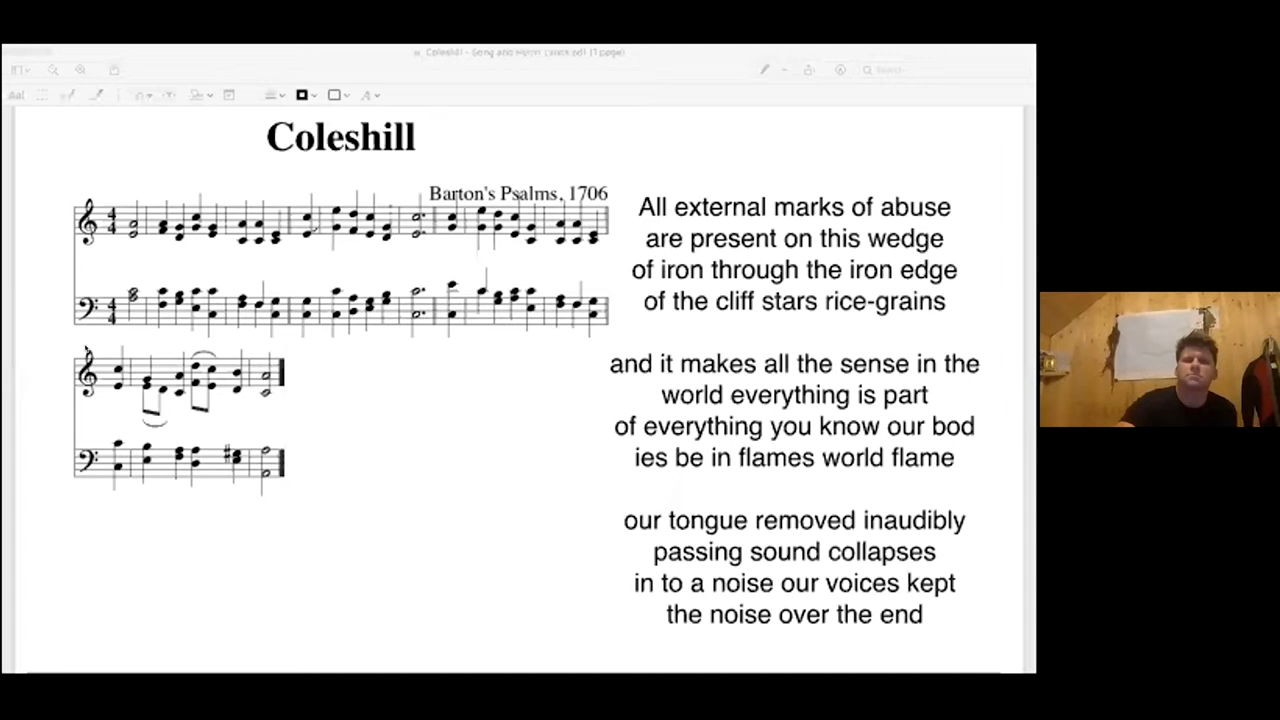 Coleshill
Barton's Psalms, 1706
All external marks of abuse
are present on this wedge
of iron through the iron edge
of the cliff stars rice-grains
and it makes all the sense in the
world everything is part
of everything you know our bod
ies be in flames world flame
our tongue removed inaudibly
passing sound collapses
in to a noise our voices kept
the noise over the end